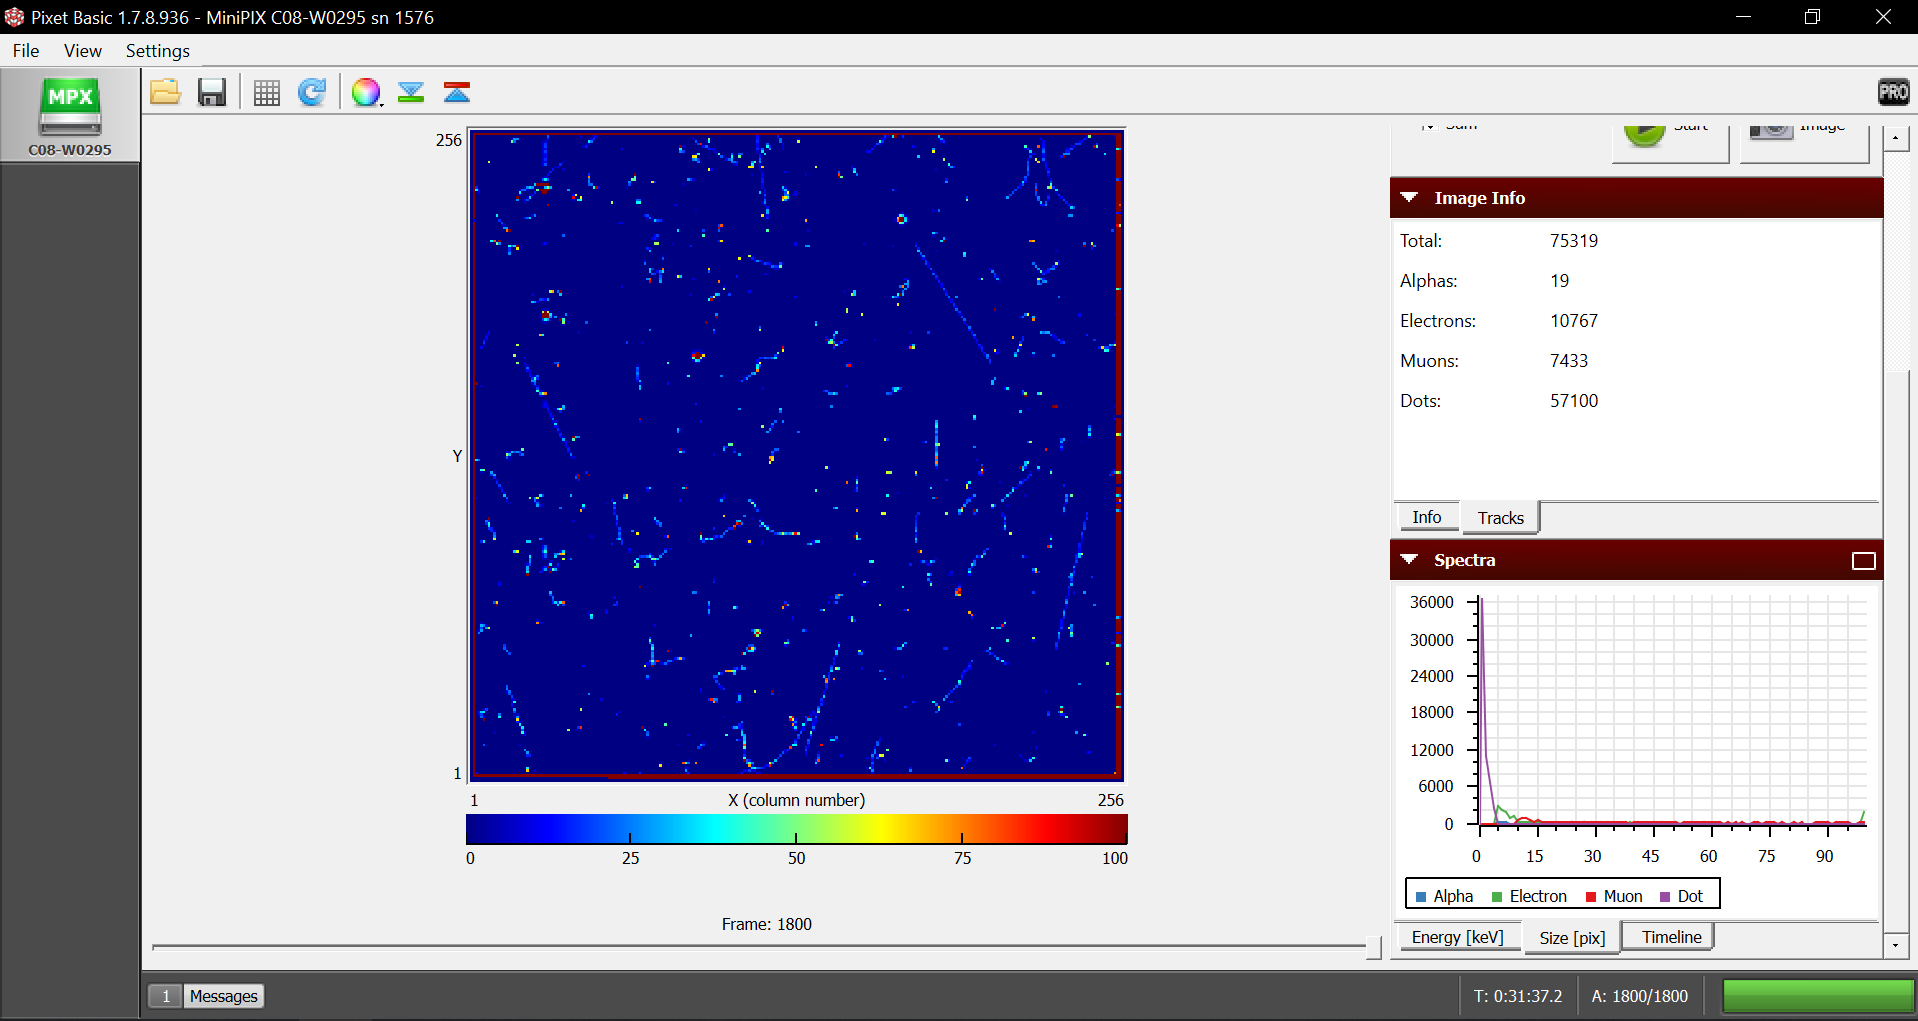 Pixet Basic 1.7.8.936 - MiniPIX C08-W0295 sn 1576
File View Settings
MPX
C08-W0295
PRO
Sum Start Image
Image Info
Total: 75319
Alphas: 19
Electrons: 10767
Muons: 7433
Dots: 57100
Info Tracks
Spectra
36000
30000
24000
18000
12000
6000
0
0 15 30 45 60 75 90
Alpha Electron Muon Dot
Energy [keV] Size [pix] Timeline
256
Y
1
1 X (column number) 256
0 25 50 75 100
Frame: 1800
1 Messages
T: 0:31:37.2 A: 1800/1800